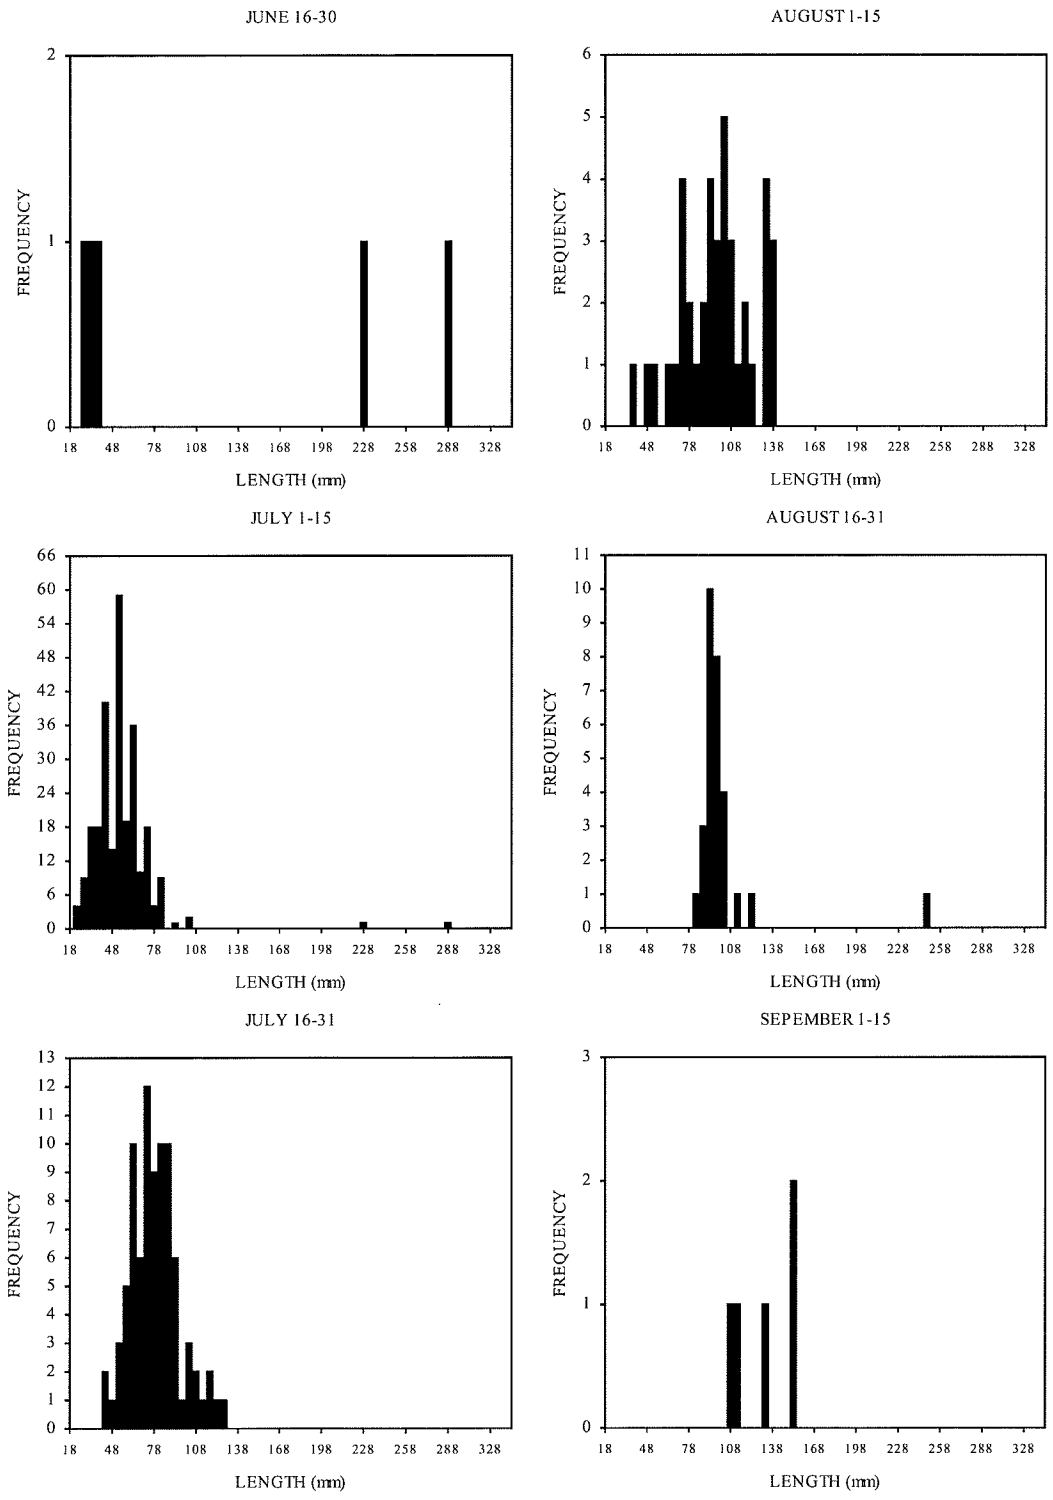 JUNE 16-30
2
1
0
FREQUENCY
18 48 78 108 138 168 198 228 258 288 328
LENGTH (mm)
AUGUST 1-15
6
5
4
3
2
1
0
FREQUENCY
18 48 78 108 138 168 198 228 258 288 328
LENGTH (mm)
JULY 1-15
66
60
54
48
42
36
30
24
18
12
6
0
FREQUENCY
18 48 78 108 138 168 198 228 258 288 328
LENGTH (mm)
AUGUST 16-31
11
10
9
8
7
6
5
4
3
2
1
0
FREQUENCY
18 48 78 108 138 168 198 228 258 288 328
LENGTH (mm)
JULY 16-31
13
12
11
10
9
8
7
6
5
4
3
2
1
0
FREQUENCY
18 48 78 108 138 168 198 228 258 288 328
LENGTH (mm)
SEPEMBER 1-15
3
2
1
0
FREQUENCY
18 48 78 108 138 168 198 228 258 288 328
LENGTH (mm)